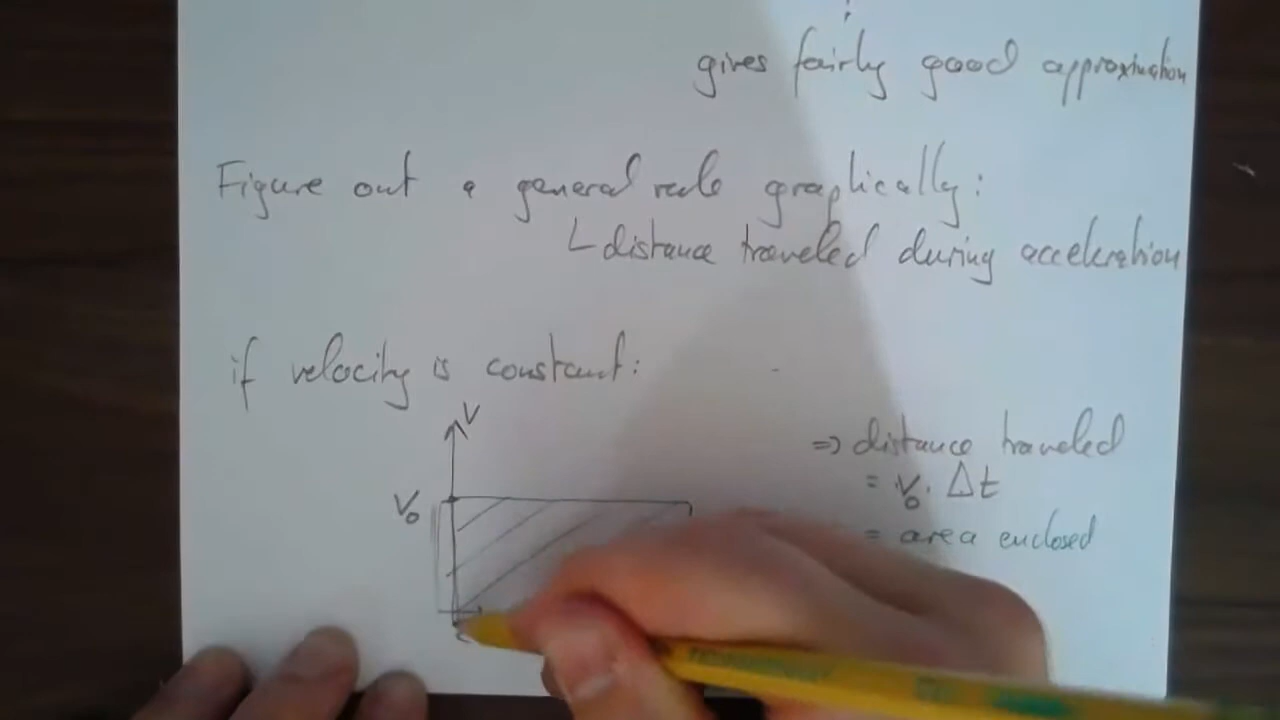 gives fairly good approximation
Figure out a general rule graphically:
distance traveled during acceleration
if velocity is constant:
V
V₀
=> distance traveled
= v₀ · Δt
= area enclosed